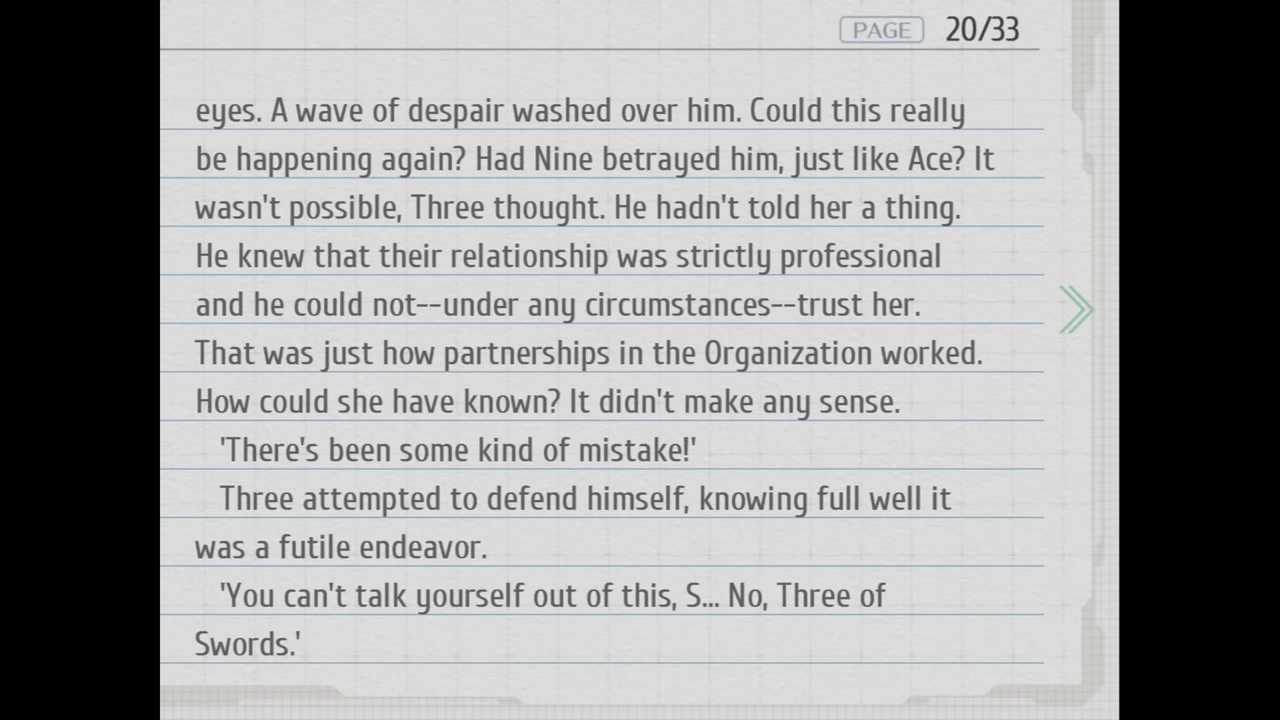 PAGE 20/33
eyes. A wave of despair washed over him. Could this really
be happening again? Had Nine betrayed him, just like Ace? It
wasn't possible, Three thought. He hadn't told her a thing.
He knew that their relationship was strictly professional
and he could not--under any circumstances--trust her.
That was just how partnerships in the Organization worked.
How could she have known? It didn't make any sense.
'There's been some kind of mistake!'
Three attempted to defend himself, knowing full well it
was a futile endeavor.
'You can't talk yourself out of this, S... No, Three of
Swords.'